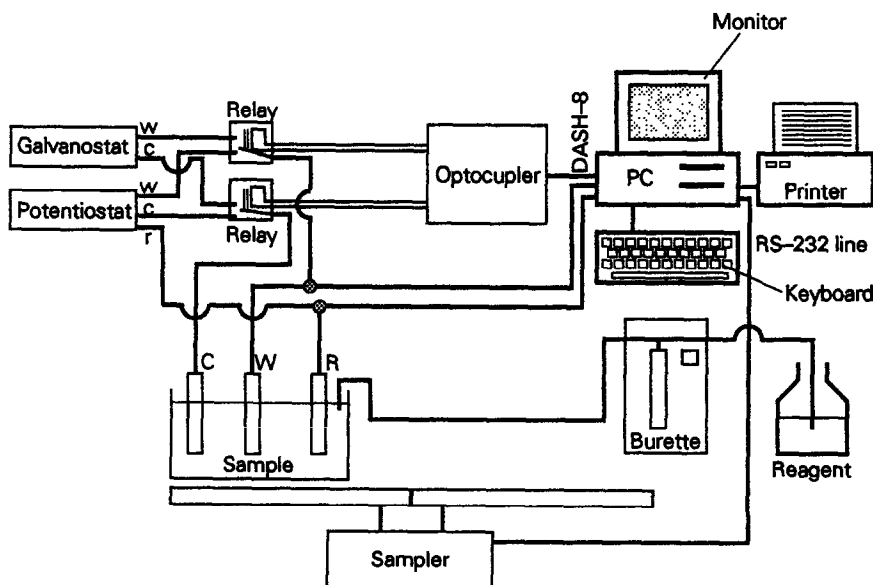 Monitor
DASH-8
Relay
W
Galvanostat
C
W
Potentiostat
C
r
Relay
Optocupler
PC
Printer
RS-232 line
Keyboard
C
W
R
Sample
Burette
Reagent
Sampler